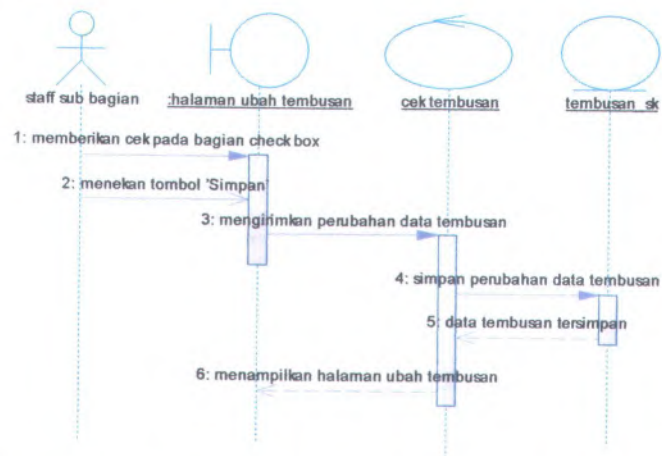 staff sub bagian
:halaman ubah tembusan
cek tembusan
tembusan_sk
1: memberikan cek pada bagian check box
2: menekan tombol 'Simpan'
3: mengirimkan perubahan data tembusan
4: simpan perubahan data tembusan
5: data tembusan tersimpan
6: menampilkan halaman ubah tembusan